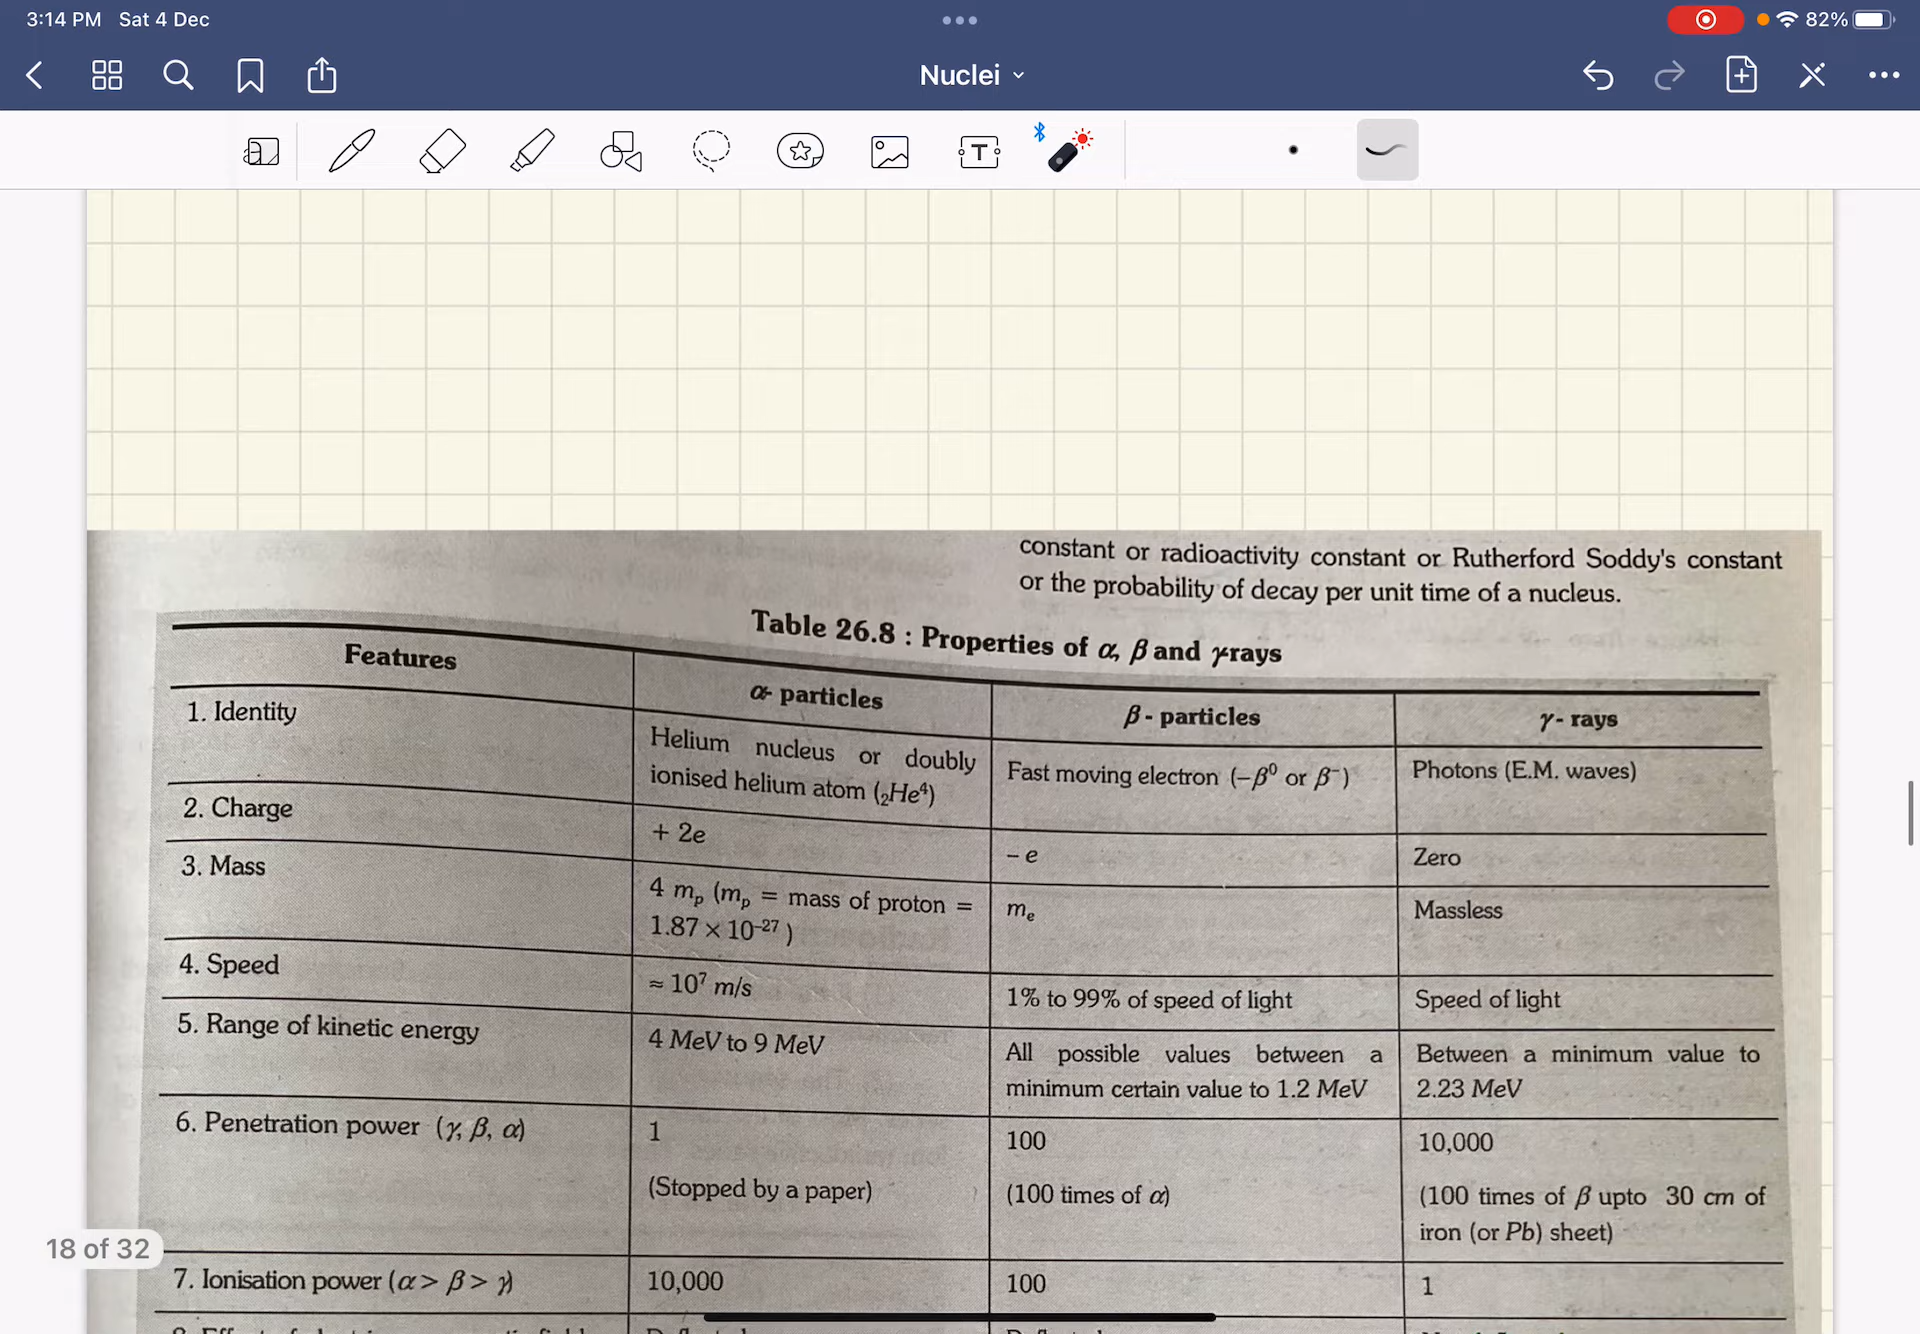 3:14 PM Sat 4 Dec
82%
Nuclei
T
constant or radioactivity constant or Rutherford Soddy's constant
or the probability of decay per unit time of a nucleus.
Table 26.8 : Properties of α, β and γ-rays
Features
α- particles
β- particles
γ- rays
1. Identity
Helium nucleus or doubly
ionised helium atom (₂He⁴)
Fast moving electron (–β⁰ or β⁻)
Photons (E.M. waves)
2. Charge
+ 2e
– e
Zero
3. Mass
4 mₚ (mₚ = mass of proton =
1.87 × 10⁻²⁷ )
mₑ
Massless
4. Speed
≈ 10⁷ m/s
1% to 99% of speed of light
Speed of light
5. Range of kinetic energy
4 MeV to 9 MeV
All possible values between a
minimum certain value to 1.2 MeV
Between a minimum value to
2.23 MeV
6. Penetration power (γ, β, α)
1
(Stopped by a paper)
100
(100 times of α)
10,000
(100 times of β upto 30 cm of
iron (or Pb) sheet)
7. Ionisation power (α > β > γ)
10,000
100
1
18 of 32